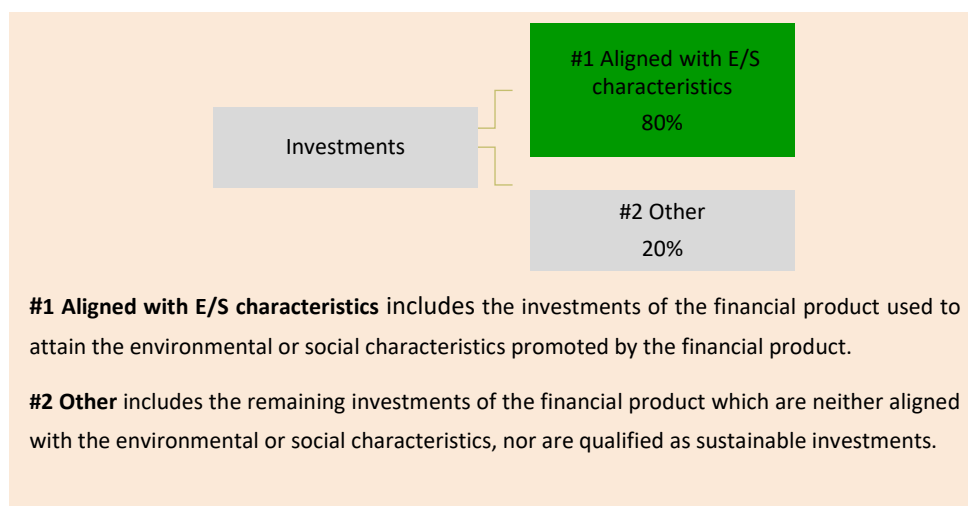 #1 Aligned with E/S
characteristics
80%
Investments
#2 Other
20%
#1 Aligned with E/S characteristics includes the investments of the financial product used to
attain the environmental or social characteristics promoted by the financial product.
#2 Other includes the remaining investments of the financial product which are neither aligned
with the environmental or social characteristics, nor are qualified as sustainable investments.